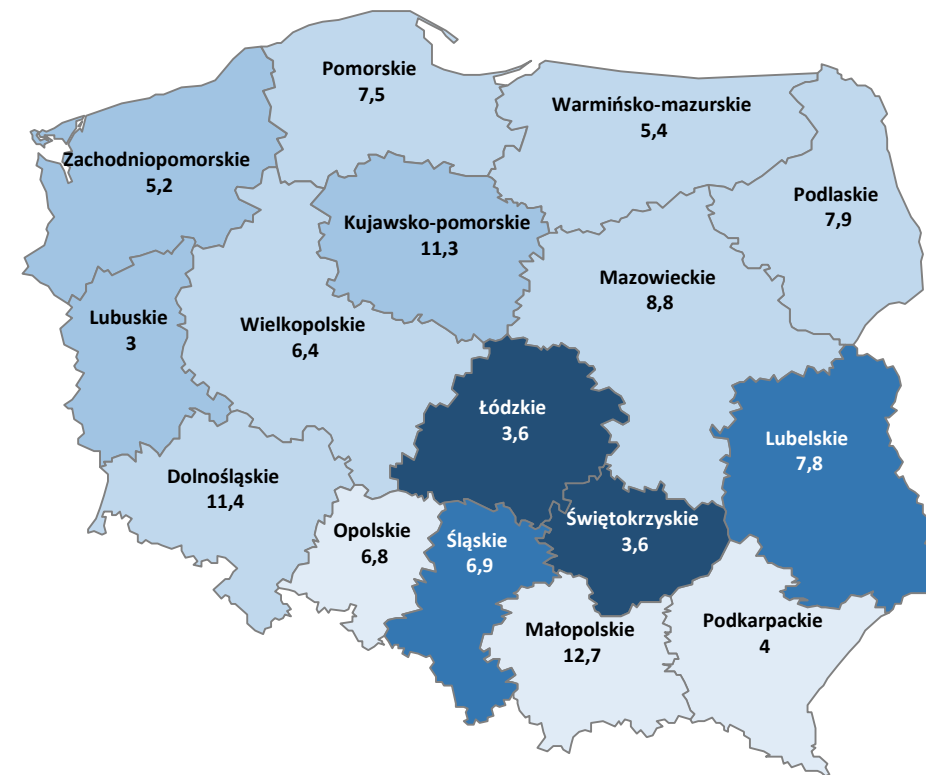 Pomorskie
7,5
Warmińsko-mazurskie
5,4
Zachodniopomorskie
5,2
Podlaskie
7,9
Kujawsko-pomorskie
11,3
Mazowieckie
8,8
Lubuskie
3
Wielkopolskie
6,4
Łódzkie
3,6
Lubelskie
7,8
Dolnośląskie
11,4
Opolskie
6,8
Śląskie
6,9
Świętokrzyskie
3,6
Małopolskie
12,7
Podkarpackie
4